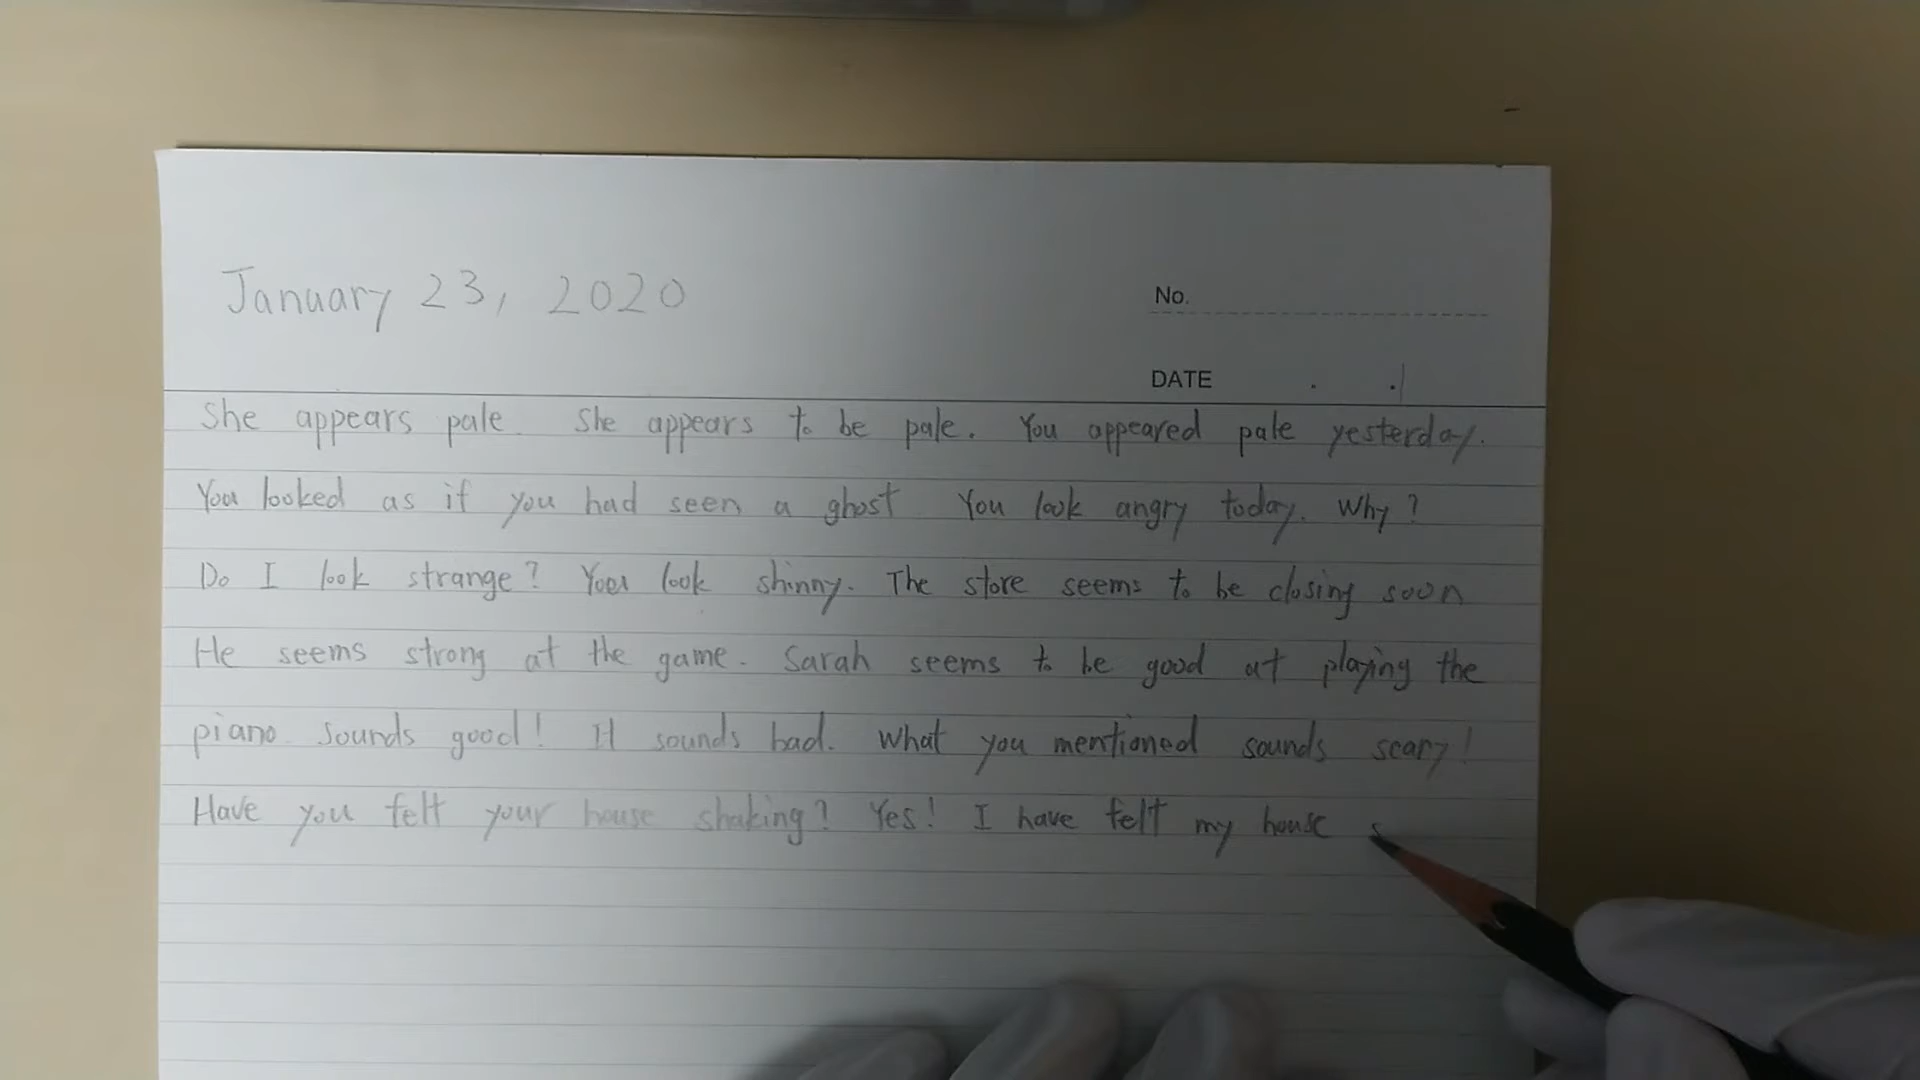 January 23, 2020
No.
DATE . .
She appears pale. She appears to be pale. You appeared pale yesterday.
You looked as if you had seen a ghost You look angry today. Why?
Do I look strange? You look shinny. The store seems to be closing soon
He seems strong at the game. Sarah seems to be good at playing the
piano. Sounds good! It sounds bad. What you mentioned sounds scary!
Have you felt your house shaking? Yes! I have felt my house s